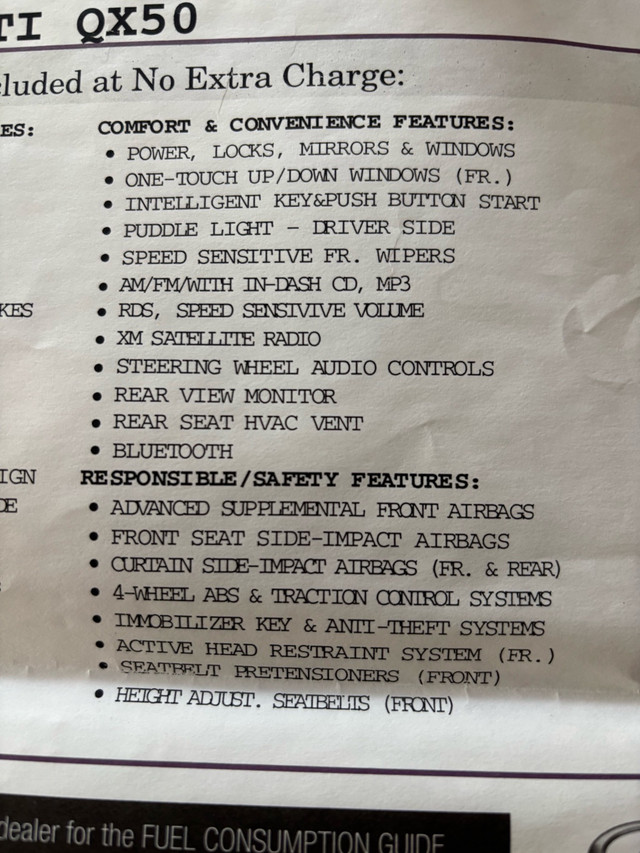 TI QX50
cluded at No Extra Charge:
ES:
KES
IGN
DE
COMFORT & CONVENIENCE FEATURES:
• POWER, LOCKS, MIRRORS & WINDOWS
• ONE-TOUCH UP/DOWN WINDOWS (FR.)
• INTELLIGENT KEY&PUSH BUTTON START
• PUDDLE LIGHT - DRIVER SIDE
• SPEED SENSITIVE FR. WIPERS
• AM/FM/WITH IN-DASH CD, MP3
• RDS, SPEED SENSIVIVE VOLUME
• XM SATELLITE RADIO
• STEERING WHEEL AUDIO CONTROLS
• REAR VIEW MONITOR
• REAR SEAT HVAC VENT
• BLUETOOTH
RESPONSIBLE/SAFETY FEATURES:
• ADVANCED SUPPLEMENTAL FRONT AIRBAGS
• FRONT SEAT SIDE-IMPACT AIRBAGS
• CURTAIN SIDE-IMPACT AIRBAGS (FR. & REAR)
• 4-WHEEL ABS & TRACTION CONTROL SYSTEMS
• IMMOBILIZER KEY & ANTI-THEFT SYSTEMS
• ACTIVE HEAD RESTRAINT SYSTEM (FR.)
• SEATBELT PRETENSIONERS (FRONT)
• HEIGHT ADJUST. SEATBELTS (FRONT)
dealer for the FUEL CONSUMPTION GUIDE